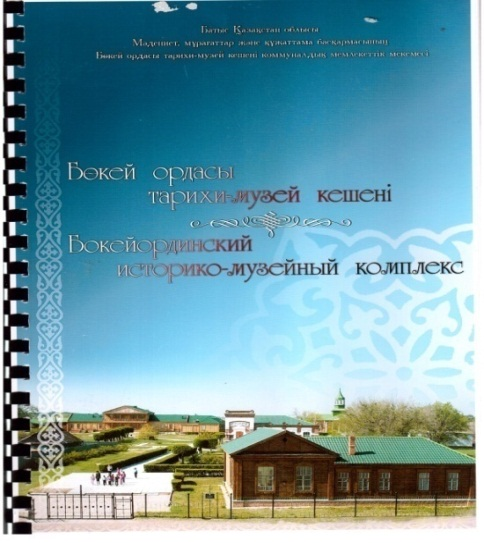 Батыс Қазақстан облысы
Мәдениет, мұрағаттар және құжаттама басқармасының
Бөкей ордасы тарихи-музей кешені коммуналдық мемлекеттік мекемесі
Бөкей ордасы
тарихи-музей кешені
Бокейординский
историко-музейный комплекс